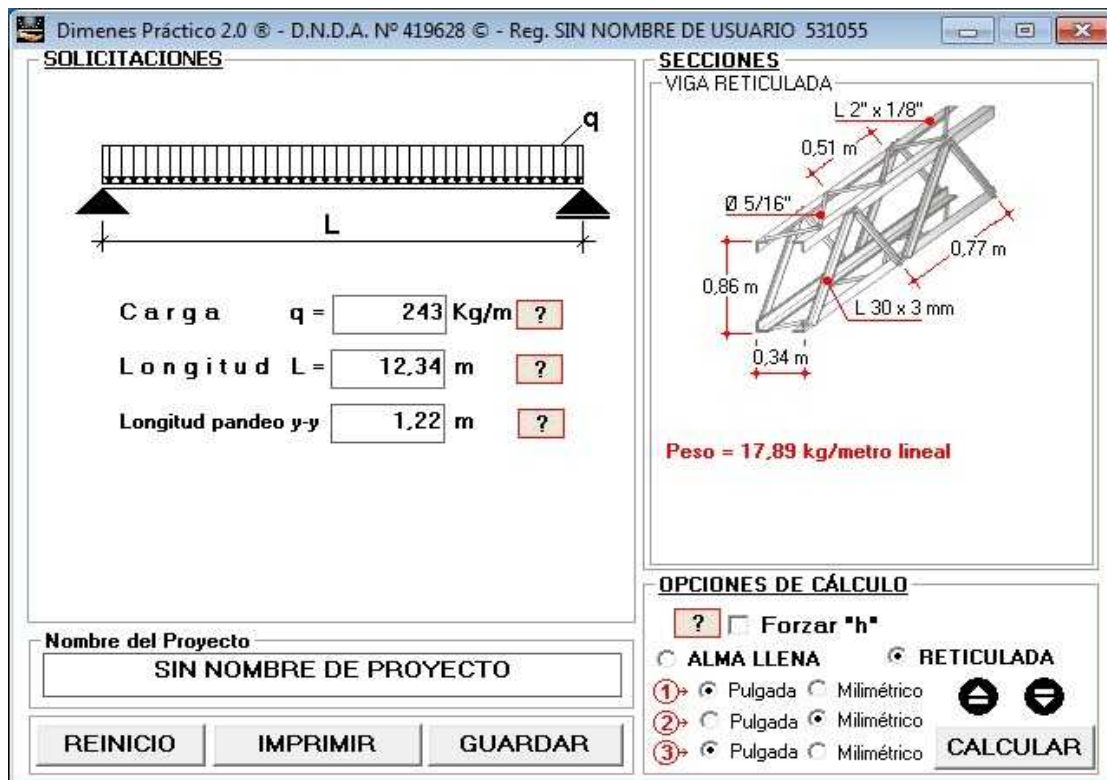 Dimenes Práctico 2.0 ® - D.N.D.A. Nº 419628 © - Reg. SIN NOMBRE DE USUARIO 531055
SOLICITACIONES
q
L
Carga q = 243 Kg/m ?
Longitud L = 12,34 m ?
Longitud pandeo y-y 1,22 m ?
Nombre del Proyecto
SIN NOMBRE DE PROYECTO
REINICIO IMPRIMIR GUARDAR
SECCIONES
VIGA RETICULADA
L 2" x 1/8"
0,51 m
Ø 5/16"
0,77 m
0,86 m
L 30 x 3 mm
0,34 m
Peso = 17,89 kg/metro lineal
OPCIONES DE CÁLCULO
? Forzar "h"
ALMA LLENA RETICULADA
1 Pulgada Milimétrico
2 Pulgada Milimétrico
3 Pulgada Milimétrico
CALCULAR